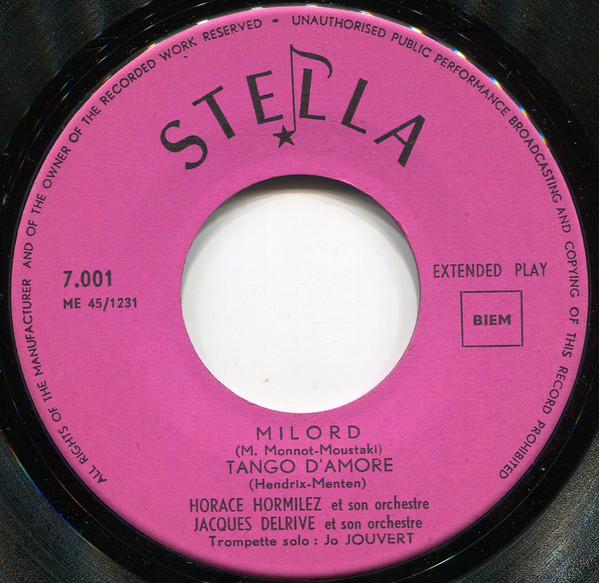 ALL RIGHTS OF THE MANUFACTURER AND OF THE OWNER OF THE RECORDED WORK RESERVED - UNAUTHORISED PUBLIC PERFORMANCE BROADCASTING AND COPYING OF THIS RECORD PROHIBITED
STELLA
7.001
ME 45/1231
EXTENDED PLAY
BIEM
MILORD
(M. Monnot-Moustaki)
TANGO D'AMORE
(Hendrix-Menten)
HORACE HORMILEZ et son orchestre
JACQUES DELRIVE et son orchestre
Trompette solo : Jo JOUVERT